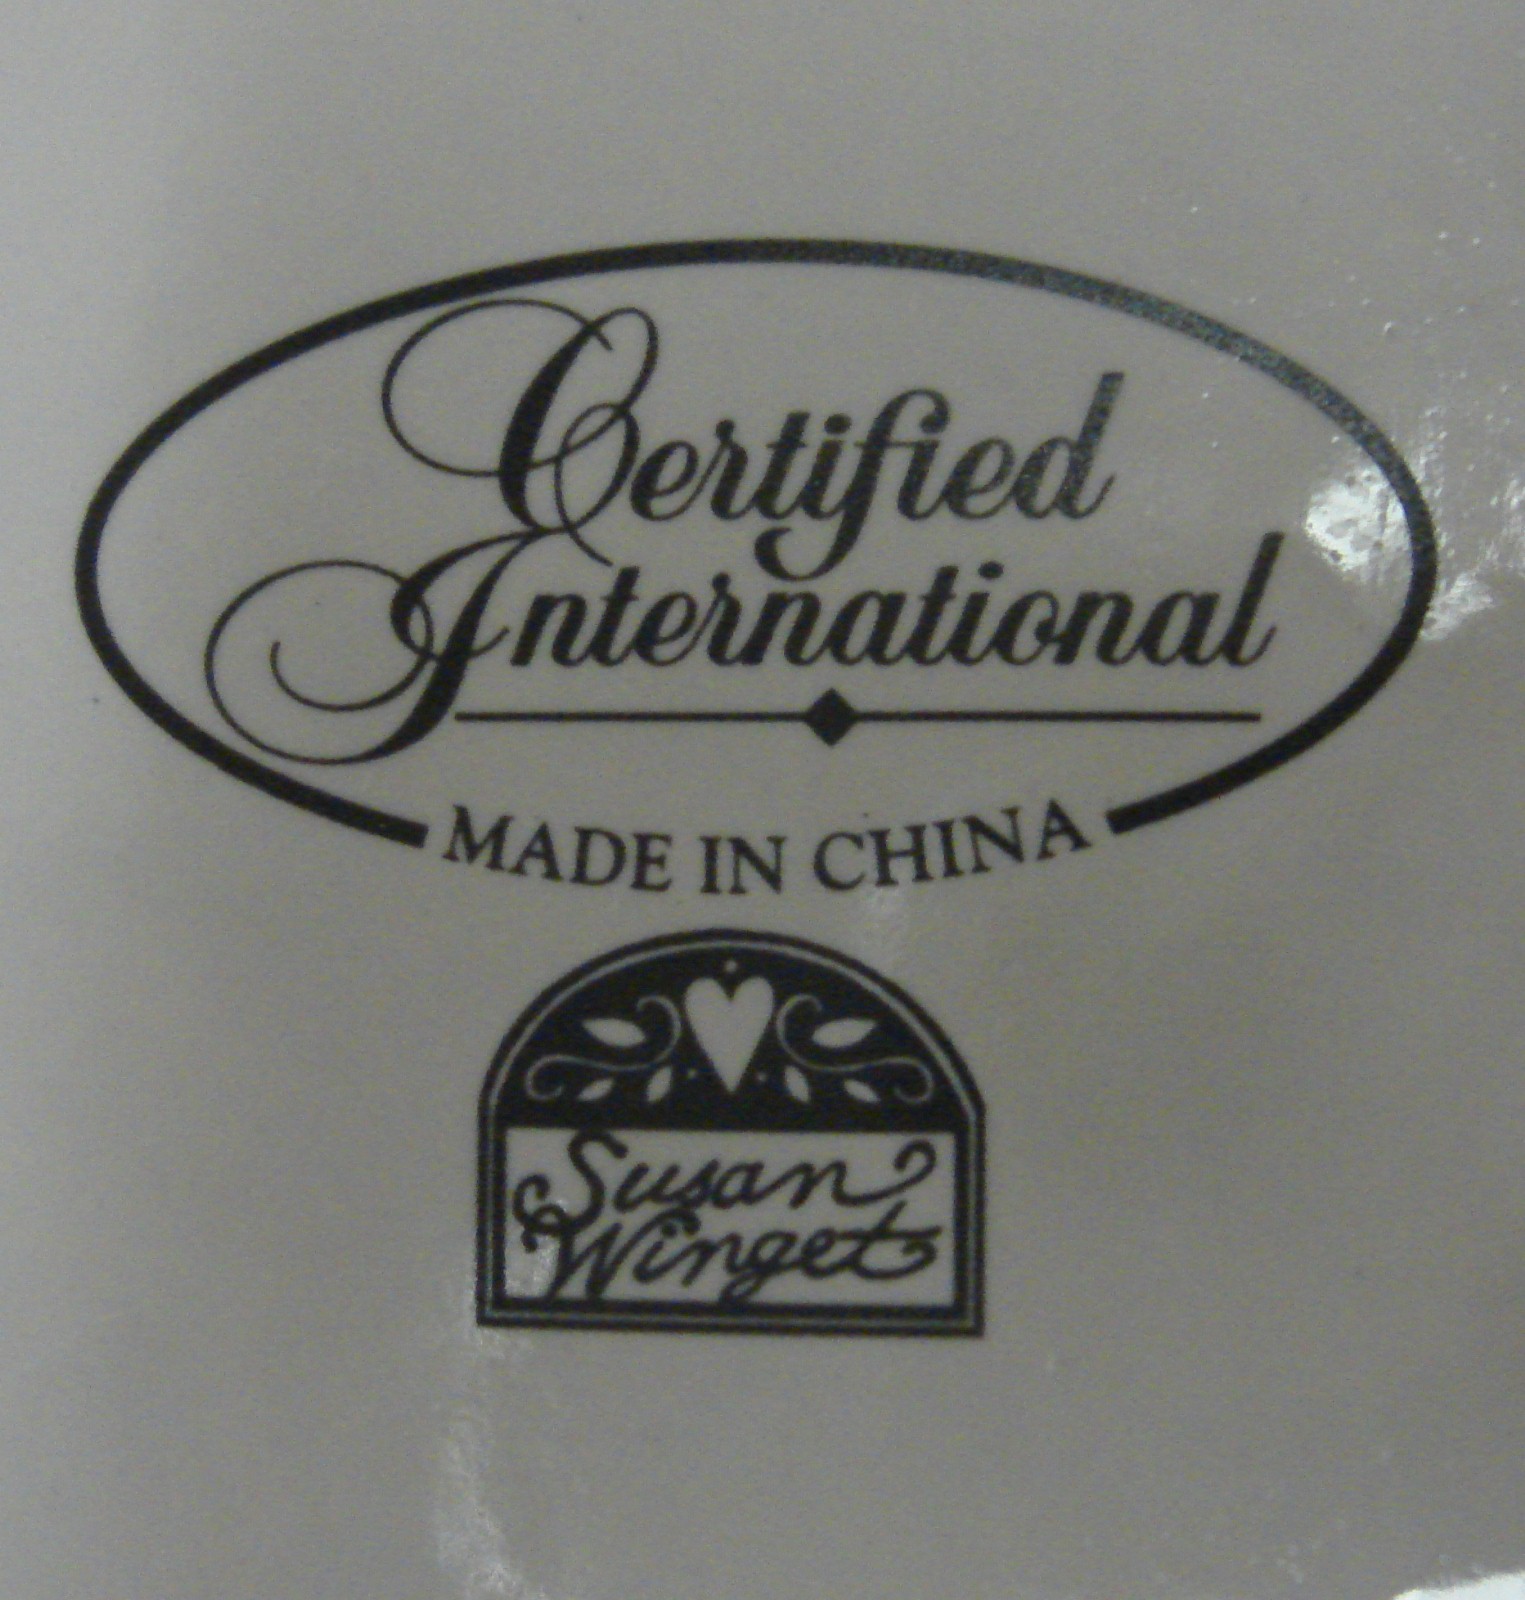 Certified
International
MADE IN CHINA
Susan
Winget